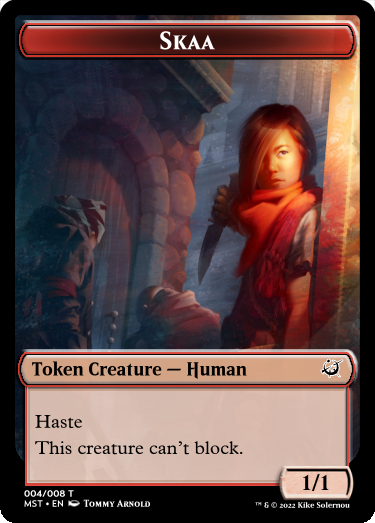 Skaa
Token Creature — Human
Haste
This creature can't block.
1/1
004/008 T
MST • EN Tommy Arnold
™ & © 2022 Kike Solernou